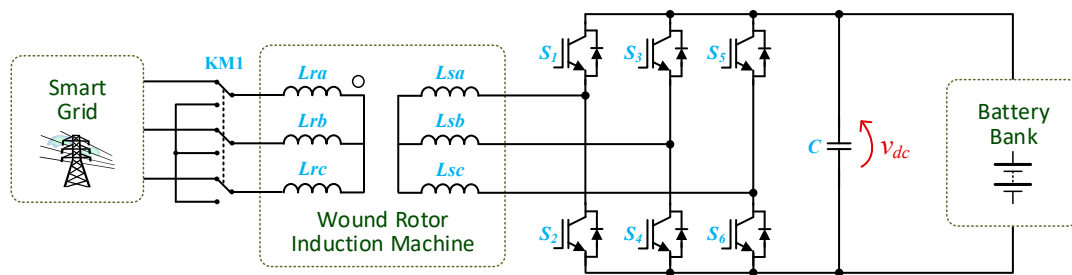 Smart
Grid
KM1
Lra
Lrb
Lrc
Lsa
Lsb
Lsc
Wound Rotor
Induction Machine
S1
S3
S5
S2
S4
S6
C
vdc
Battery
Bank